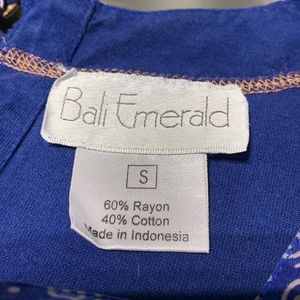 Bali Emerald
S
60% Rayon
40% Cotton
Made in Indonesia